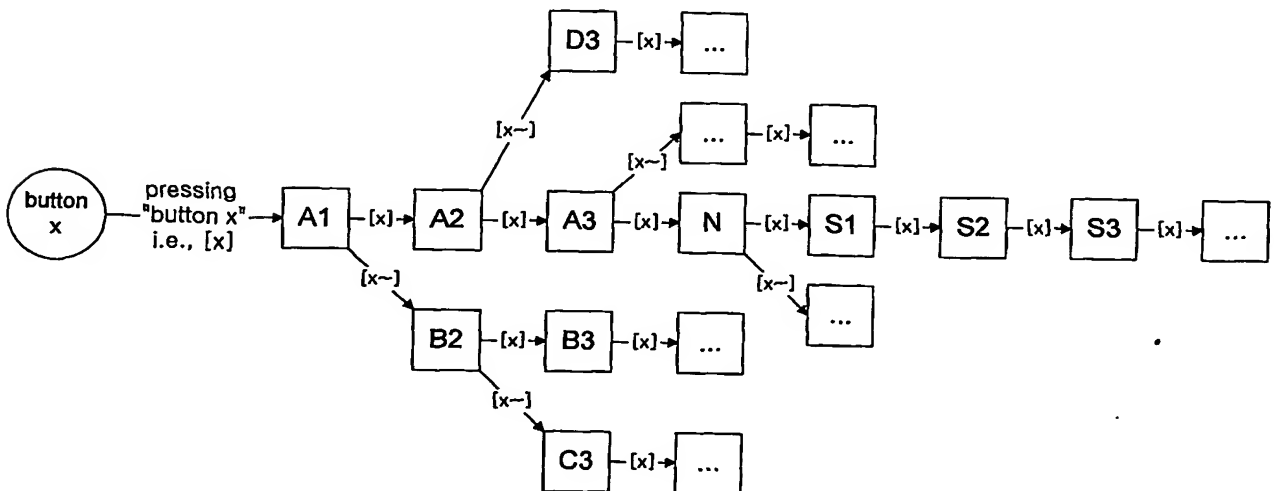 D3 [x] ...
[x~]
... [x] ...
[x~]
button x
pressing "button x" i.e., [x]
A1 [x] A2 [x] A3 [x] N [x] S1 [x] S2 [x] S3 [x] ...
[x~] [x~]
...
B2 [x] B3 [x] ...
[x~]
C3 [x] ...